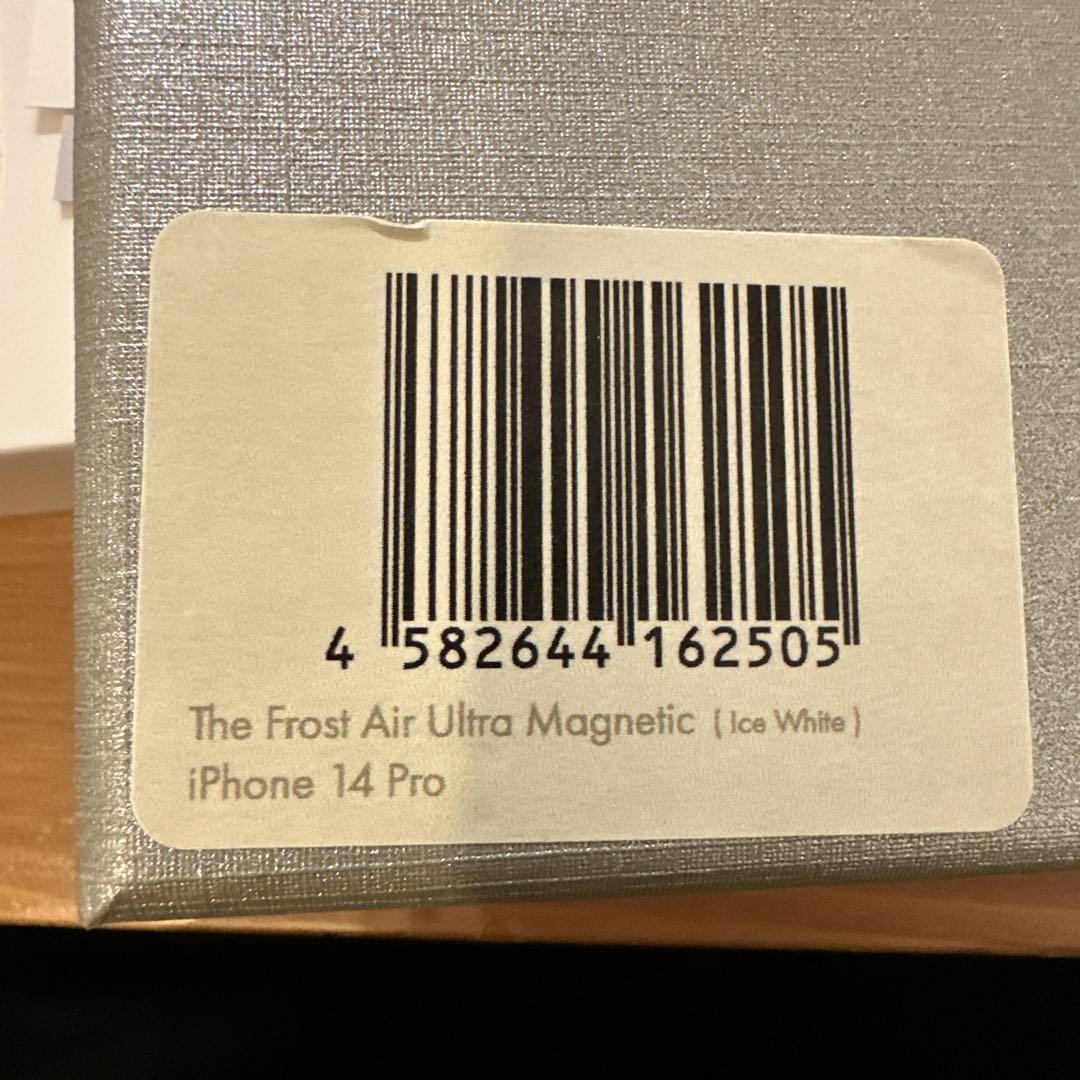 4 582644 162505
The Frost Air Ultra Magnetic ( Ice White )
iPhone 14 Pro